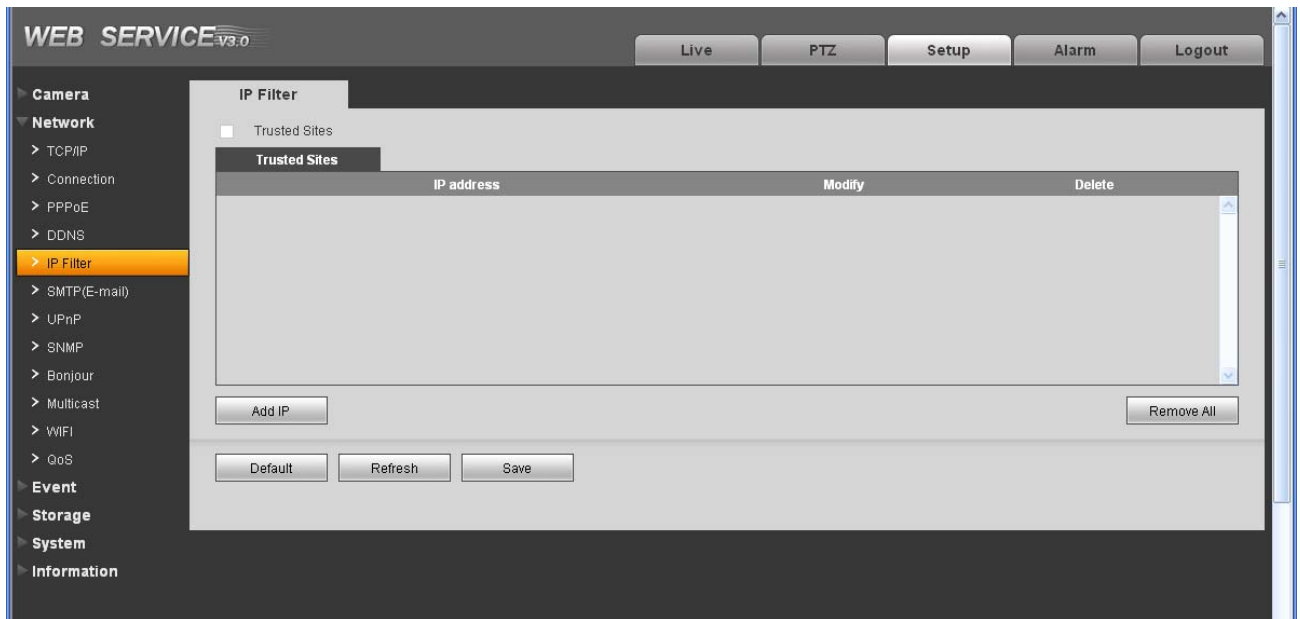 WEB SERVICE V3.0
Live PTZ Setup Alarm Logout
Camera
Network
TCP/IP
Connection
PPPoE
DDNS
IP Filter
SMTP(E-mail)
UPnP
SNMP
Bonjour
Multicast
WIFI
QoS
Event
Storage
System
Information
IP Filter
Trusted Sites
Trusted Sites
IP address Modify Delete
Add IP Remove All
Default Refresh Save